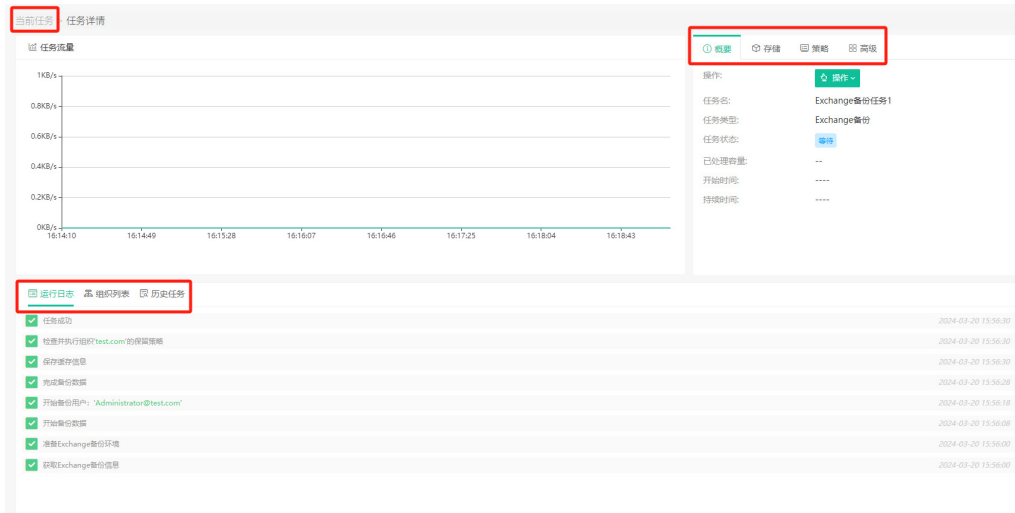 当前任务 任务详情
任务流量
1KB/s
0.8KB/s
0.6KB/s
0.4KB/s
0.2KB/s
0KB/s
16:14:10 16:14:49 16:15:28 16:16:07 16:16:46 16:17:25 16:18:04 16:18:43
概要 存储 策略 高级
操作: 操作
任务名: Exchange备份任务1
任务类型: Exchange备份
任务状态: 等待
已处理容量: --
开始时间: ----
持续时间: ----
运行日志 组织列表 历史任务
任务成功 2024-03-20 15:56:30
检查并执行组织'test.com'的保留策略 2024-03-20 15:56:30
保存缓存信息 2024-03-20 15:56:30
完成备份数据 2024-03-20 15:56:28
开始备份用户：'Administrator@test.com' 2024-03-20 15:56:18
开始备份数据 2024-03-20 15:56:08
准备Exchange备份环境 2024-03-20 15:56:00
获取Exchange备份信息 2024-03-20 15:56:00